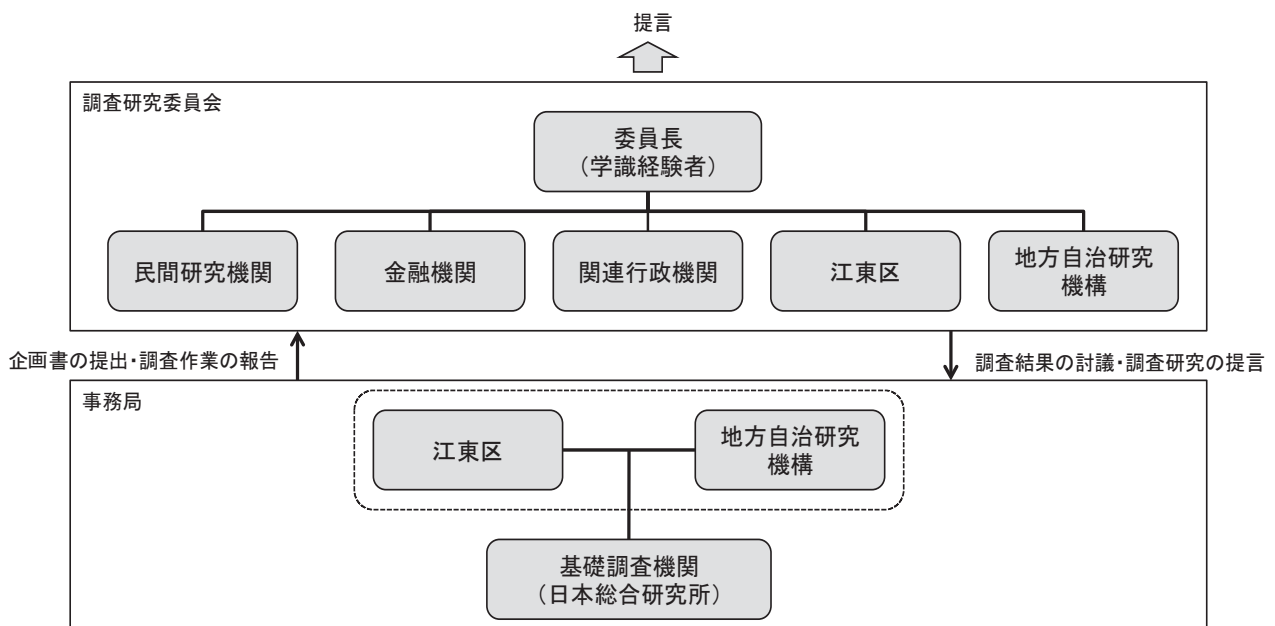 提言
調査研究委員会
委員長
（学識経験者）
民間研究機関
金融機関
関連行政機関
江東区
地方自治研究
機構
企画書の提出・調査作業の報告
調査結果の討議・調査研究の提言
事務局
江東区
地方自治研究
機構
基礎調査機関
（日本総合研究所）